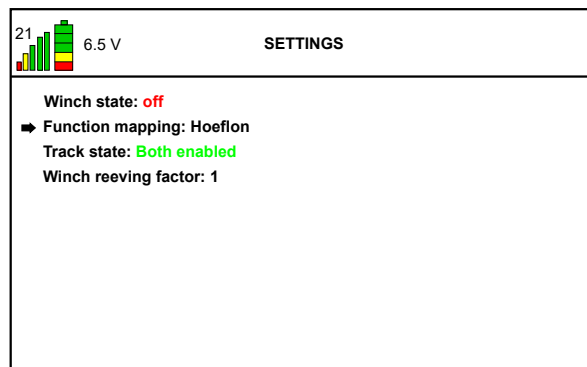 21
6.5 V
SETTINGS
Winch state: off
Function mapping: Hoeflon
Track state: Both enabled
Winch reeving factor: 1